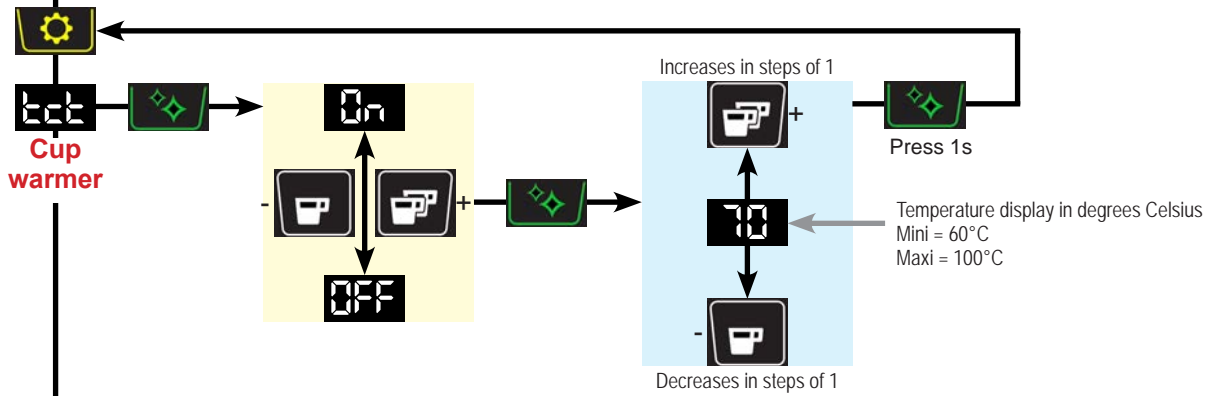 tct
Cup
warmer
On
-
+
OFF
Increases in steps of 1
+
70
-
Decreases in steps of 1
Press 1s
Temperature display in degrees Celsius
Mini = 60°C
Maxi = 100°C